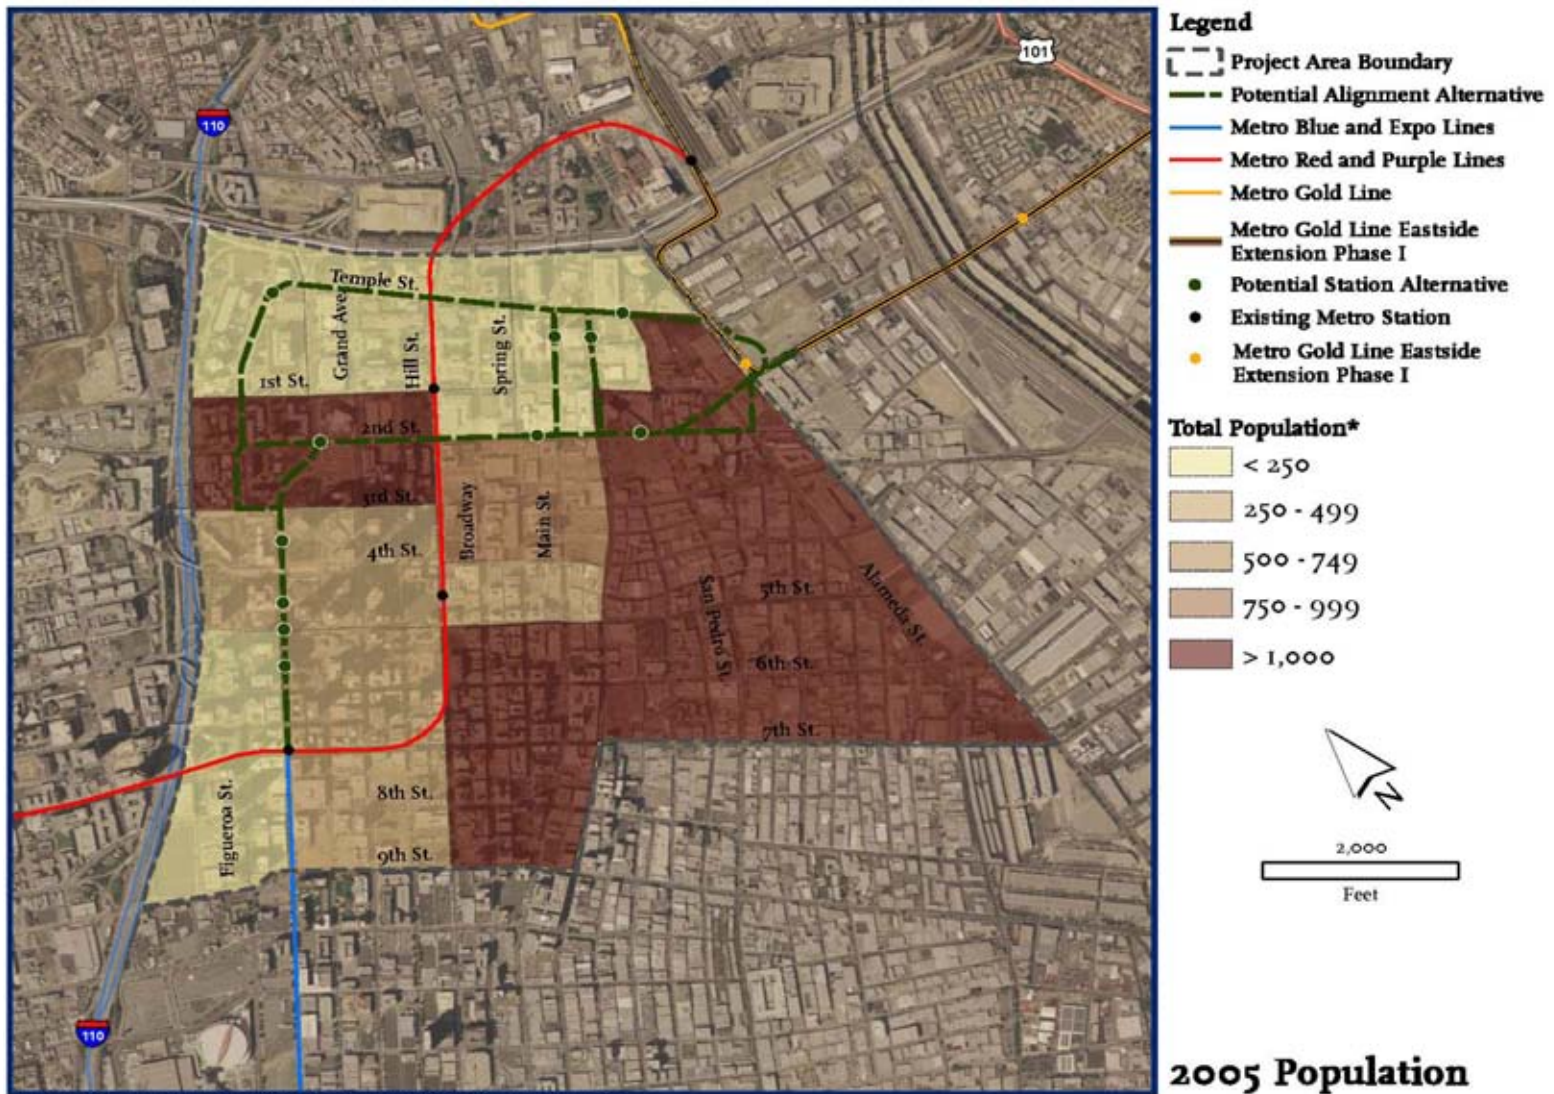 110
101
Temple St.
Grand Ave
Hill St.
Spring St.
1st St.
2nd St.
3rd St.
Broadway
Main St.
4th St.
San Pedro St.
5th St.
Alameda St.
6th St.
7th St.
Figueroa St.
8th St.
9th St.
110
Legend
Project Area Boundary
Potential Alignment Alternative
Metro Blue and Expo Lines
Metro Red and Purple Lines
Metro Gold Line
Metro Gold Line Eastside
Extension Phase I
Potential Station Alternative
Existing Metro Station
Metro Gold Line Eastside
Extension Phase I
Total Population*
< 250
250 - 499
500 - 749
750 - 999
> 1,000
N
2,000
Feet
2005 Population